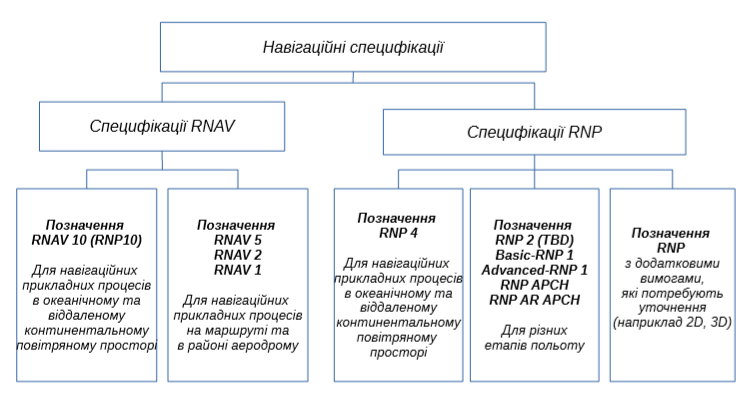 Навігаційні специфікації
Специфікації RNAV
Специфікації RNP
Позначення
RNAV 10 (RNP10)
Для навігаційних
прикладних процесів
в океанічному та
віддаленому
континентальному
повітряному просторі
Позначення
RNAV 5
RNAV 2
RNAV 1
Для навігаційних
прикладних процесів
на маршруті та
в районі аеродрому
Позначення
RNP 4
Для навігаційних
прикладних процесів
в океанічному та
віддаленому
континентальному
повітряному
просторі
Позначення
RNP 2 (TBD)
Basic-RNP 1
Advanced-RNP 1
RNP APCH
RNP AR APCH
Для різних
етапів польоту
Позначення
RNP
з додатковими
вимогами,
які потребують
уточнення
(наприклад 2D, 3D)